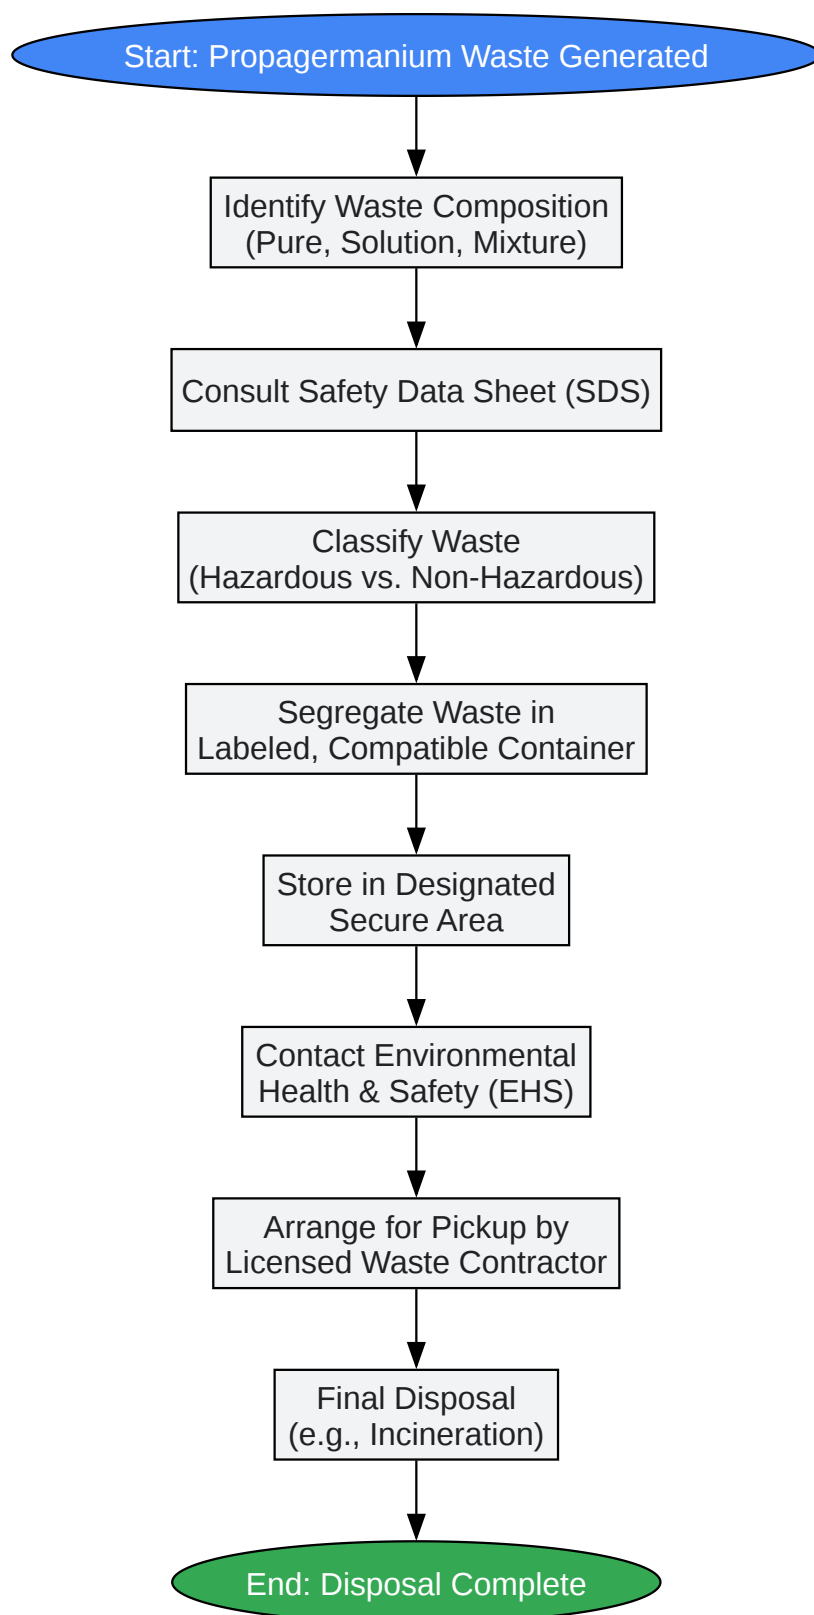 Start: Propagermanium Waste Generated
Identify Waste Composition
(Pure, Solution, Mixture)
Consult Safety Data Sheet (SDS)
Classify Waste
(Hazardous vs. Non-Hazardous)
Segregate Waste in
Labeled, Compatible Container
Store in Designated
Secure Area
Contact Environmental
Health & Safety (EHS)
Arrange for Pickup by
Licensed Waste Contractor
Final Disposal
(e.g., Incineration)
End: Disposal Complete